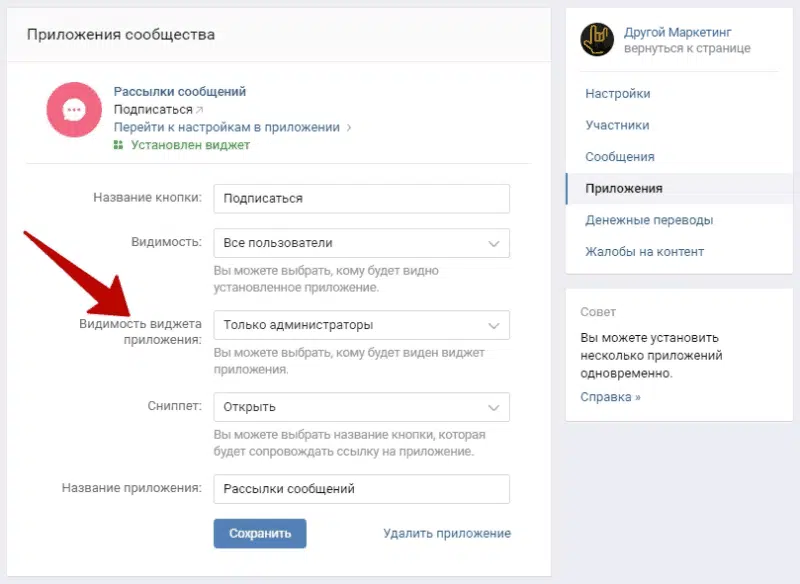 Приложения сообщества
Рассылки сообщений
Подписаться
Перейти к настройкам в приложении
Установлен виджет
Название кнопки: Подписаться
Видимость: Все пользователи
Вы можете выбрать, кому будет видно
установленное приложение.
Видимость виджета
приложения:
Только администраторы
Вы можете выбрать, кому будет виден виджет
приложения.
Сниппет: Открыть
Вы можете выбрать название кнопки, которая
будет сопровождать ссылку на приложение.
Название приложения: Рассылки сообщений
Сохранить
Удалить приложение
Другой Маркетинг
вернуться к странице
Настройки
Участники
Сообщения
Приложения
Денежные переводы
Жалобы на контент
Совет
Вы можете установить
несколько приложений
одновременно.
Справка »